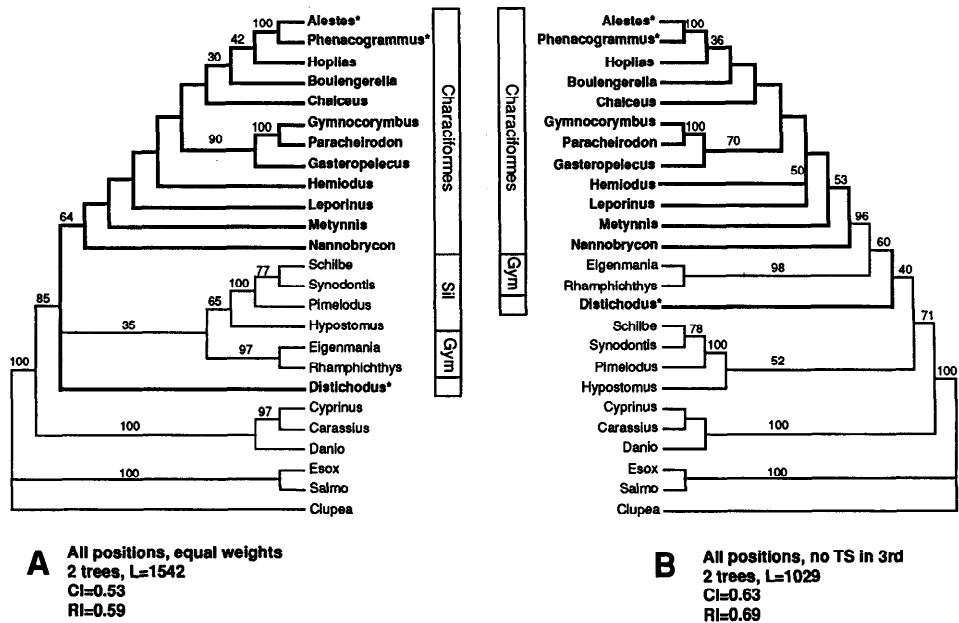 100
Alestes*
42
Phenacogrammus*
30
Hoplias
Boulengerella
Chalceus
100
Gymnocorymbus
90
Paracheirodon
Gasteropelecus
Hemiodus
Leporinus
64
Metynnis
Nannobrycon
77
Schilbe
100
Synodontis
85
65
Pimelodus
35
Hypostomus
97
Eigenmania
100
Rhamphichthys
Distichodus*
97
Cyprinus
100
Carassius
Danio
100
Esox
Salmo
Clupea
Characiformes
Sil
Gym
A
All positions, equal weights
2 trees, L=1542
CI=0.53
RI=0.59
Characiformes
Gym
Alestes*
100
Phenacogrammus*
36
Hoplias
Boulengerella
Chalceus
Gymnocorymbus
100
Paracheirodon
70
Gasteropelecus
50
Hemiodus
53
Leporinus
Metynnis
96
Nannobrycon
60
Eigenmania
98
40
Rhamphichthys
Distichodus*
71
Schilbe
78
Synodontis
100
Pimelodus
52
100
Hypostomus
Cyprinus
Carassius
100
Danio
Esox
100
Salmo
Clupea
B
All positions, no TS in 3rd
2 trees, L=1029
CI=0.63
RI=0.69